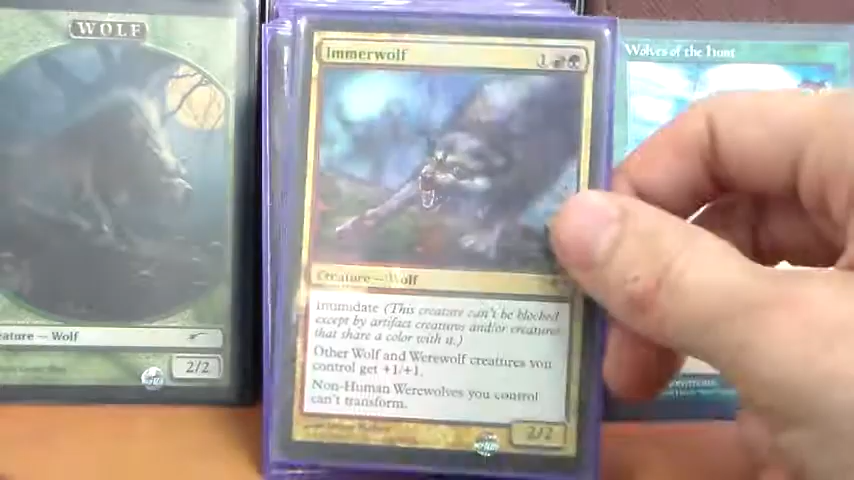 WOLF
Creature — Wolf
2/2
Immerwolf
1
Creature — Wolf
Intimidate (This creature can't be blocked
except by artifact creatures and/or creatures
that share a color with it.)
Other Wolf and Werewolf creatures you
control get +1/+1.
Non-Human Werewolves you control
can't transform.
2/2
Wolves of the Hunt